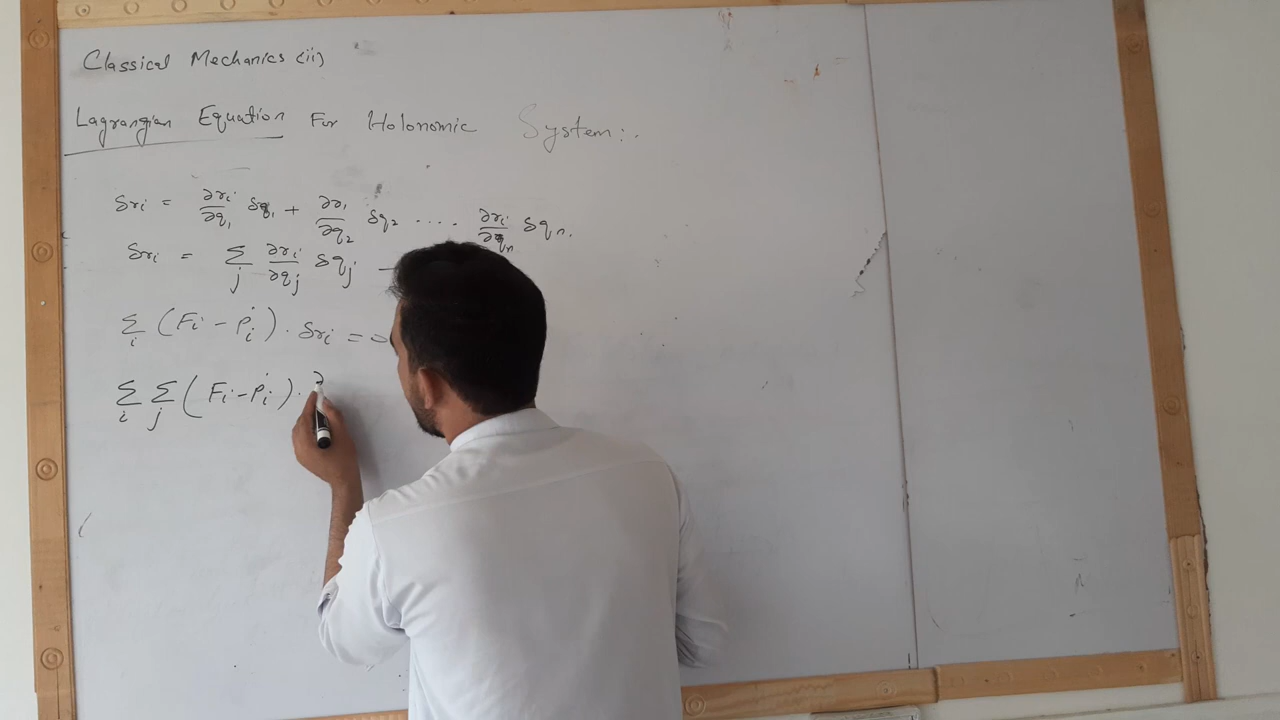 Classical Mechanics (ii)
Lagrangian Equation For Holonomic System:.
δri = ∂ri/∂q1 δq1 + ∂r1/∂q2 δq2 .... ∂ri/∂qn δqn.
δri = Σj ∂ri/∂qj δqj —
Σi (Fi - Ṗi) . δri = 0
Σi Σj (Fi - Ṗi) . ∂